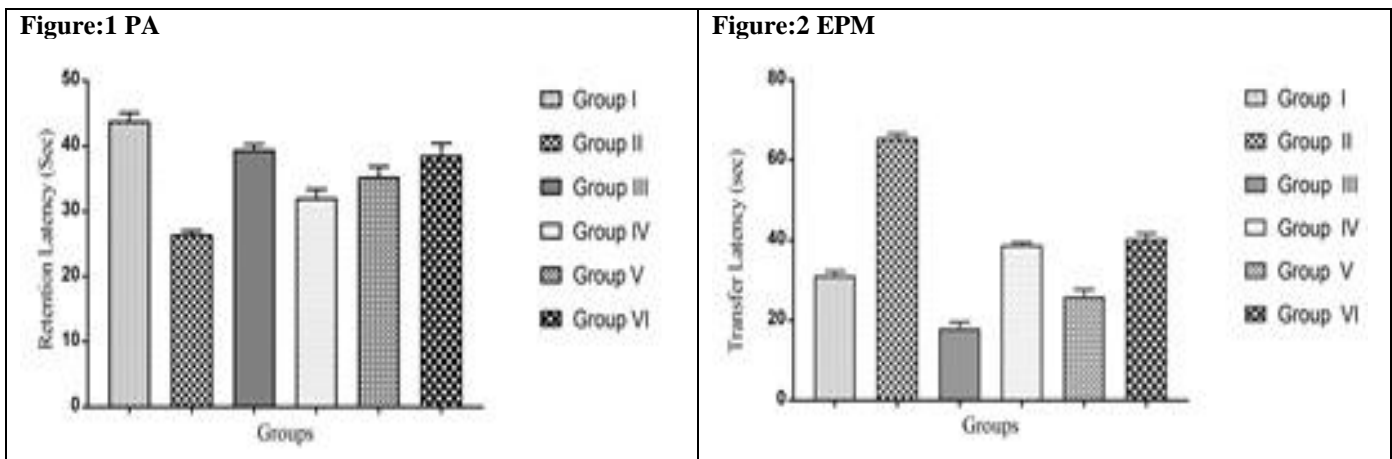 Figure:1 PA
50
40
30
20
10
0
Retention Latency (Sec)
Groups
Group I
Group II
Group III
Group IV
Group V
Group VI
Figure:2 EPM
80
60
40
20
0
Transfer Latency (sec)
Groups
Group I
Group II
Group III
Group IV
Group V
Group VI